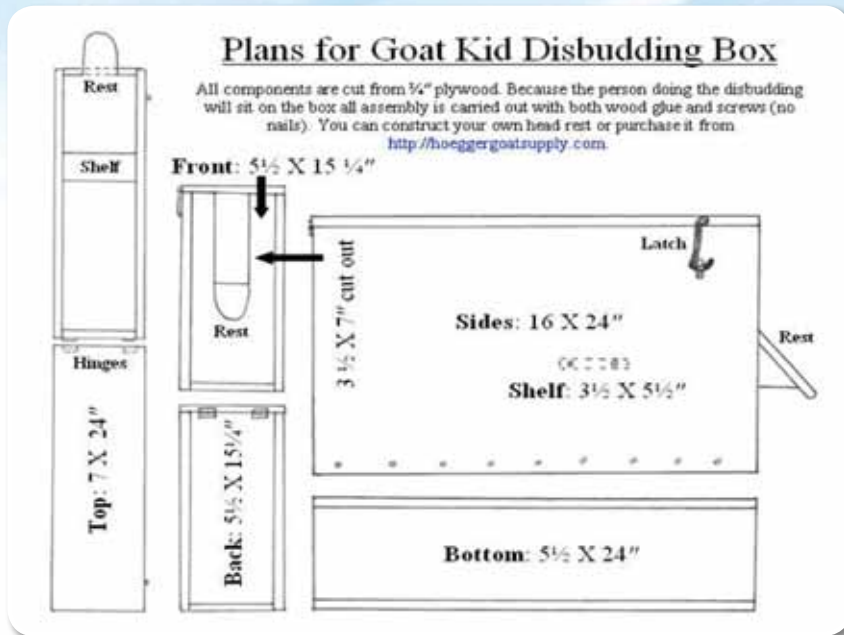 Plans for Goat Kid Disbudding Box
All components are cut from ¾" plywood. Because the person doing the disbudding
will sit on the box all assembly is carried out with both wood glue and screws (no
nails). You can construct your own head rest or purchase it from
http://hoeggergoatsupply.com
Rest
Shelf
Hinges
Top: 7 X 24"
Front: 5½ X 15 ¼"
Rest
3 ½ X 7" cut out
Back: 5½ X 15¼"
Latch
Sides: 16 X 24"
Shelf: 3½ X 5½"
Rest
Bottom: 5½ X 24"